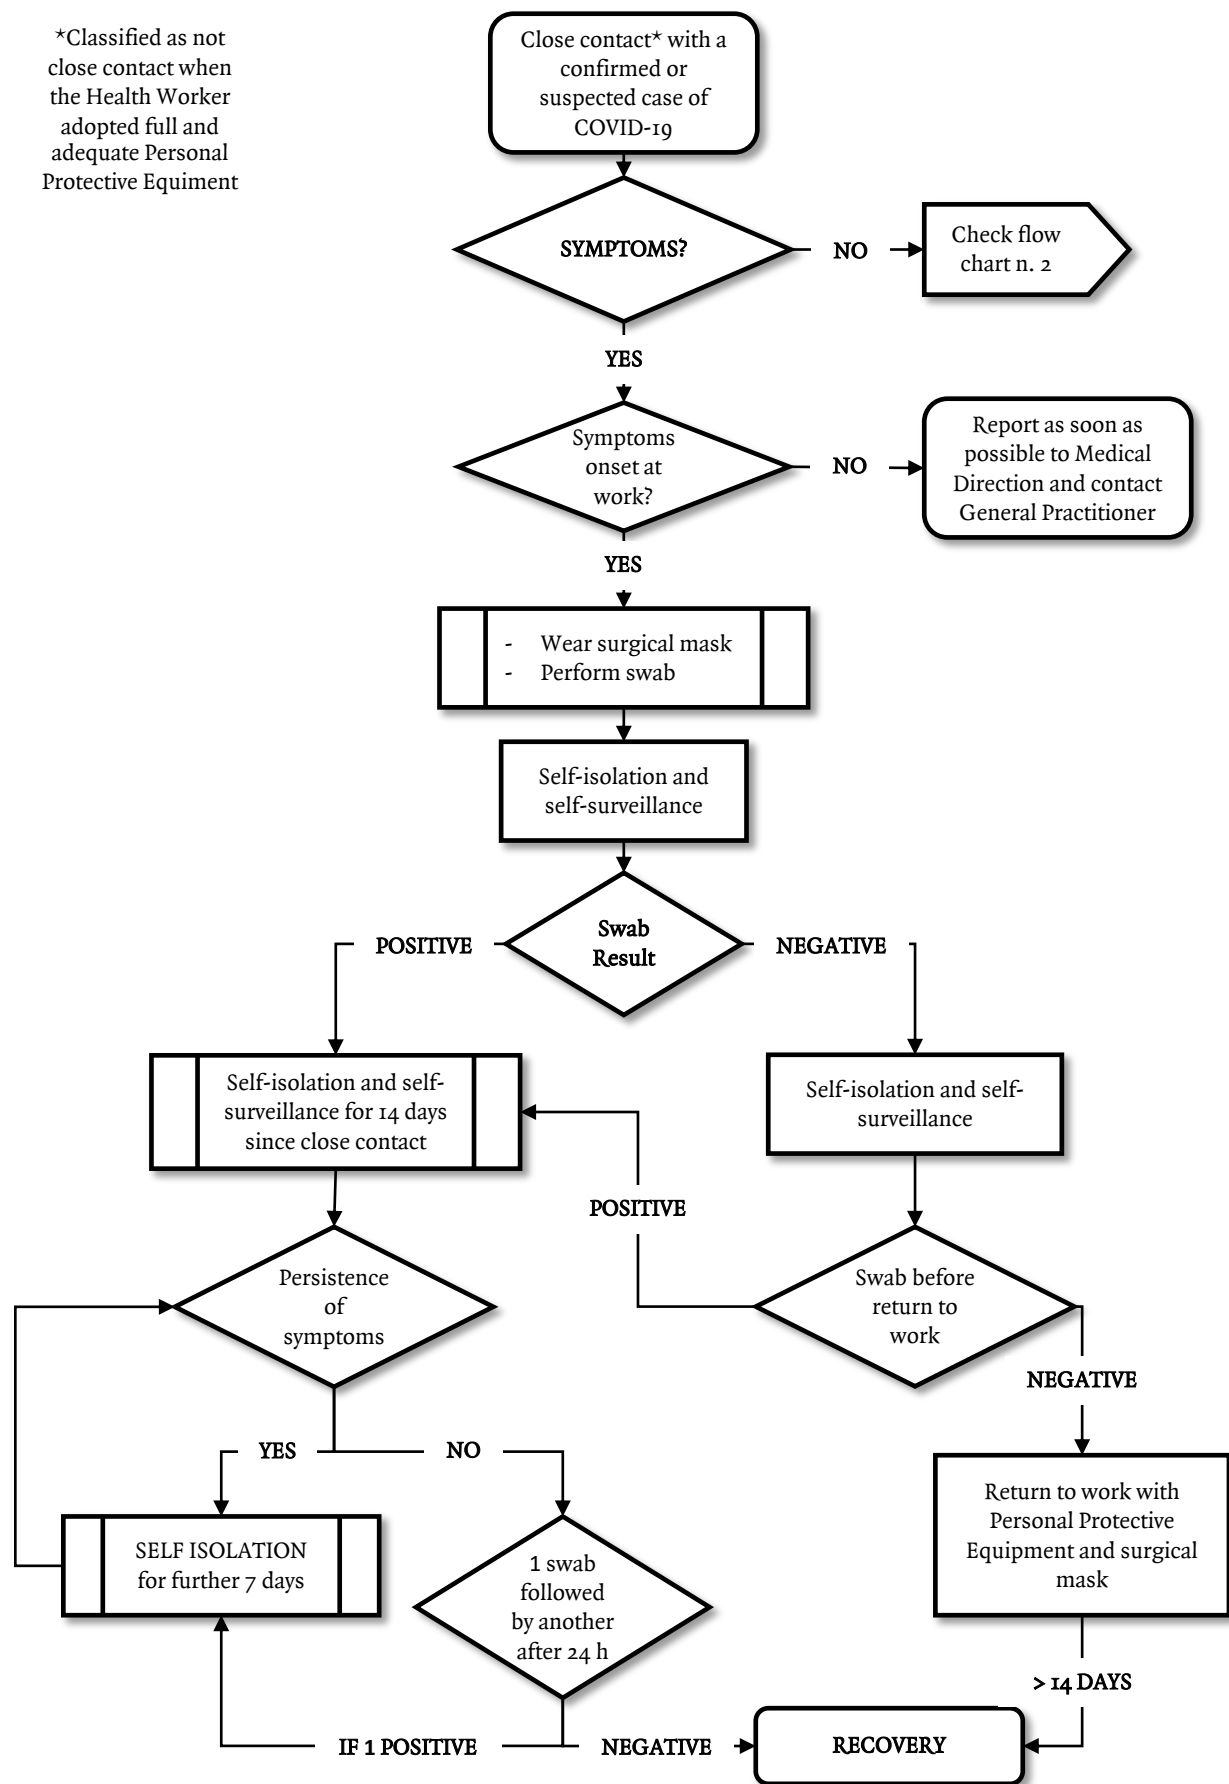 *Classified as not
close contact when
the Health Worker
adopted full and
adequate Personal
Protective Equiment
Close contact* with a
confirmed or
suspected case of
COVID-19
SYMPTOMS?
NO
Check flow
chart n. 2
YES
Symptoms
onset at
work?
NO
Report as soon as
possible to Medical
Direction and contact
General Practitioner
YES
- Wear surgical mask
- Perform swab
Self-isolation and
self-surveillance
Swab
Result
POSITIVE
NEGATIVE
Self-isolation and self-
surveillance for 14 days
since close contact
Self-isolation and self-
surveillance
POSITIVE
Persistence
of
symptoms
Swab before
return to
work
NEGATIVE
YES
NO
SELF ISOLATION
for further 7 days
1 swab
followed
by another
after 24 h
Return to work with
Personal Protective
Equipment and surgical
mask
> 14 DAYS
IF 1 POSITIVE
NEGATIVE
RECOVERY